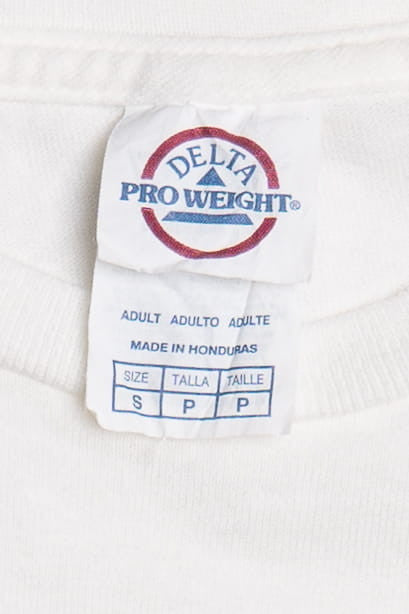 DELTA
PRO WEIGHT®
ADULT ADULTO ADULTE
MADE IN HONDURAS
SIZE TALLA TAILLE
S P P